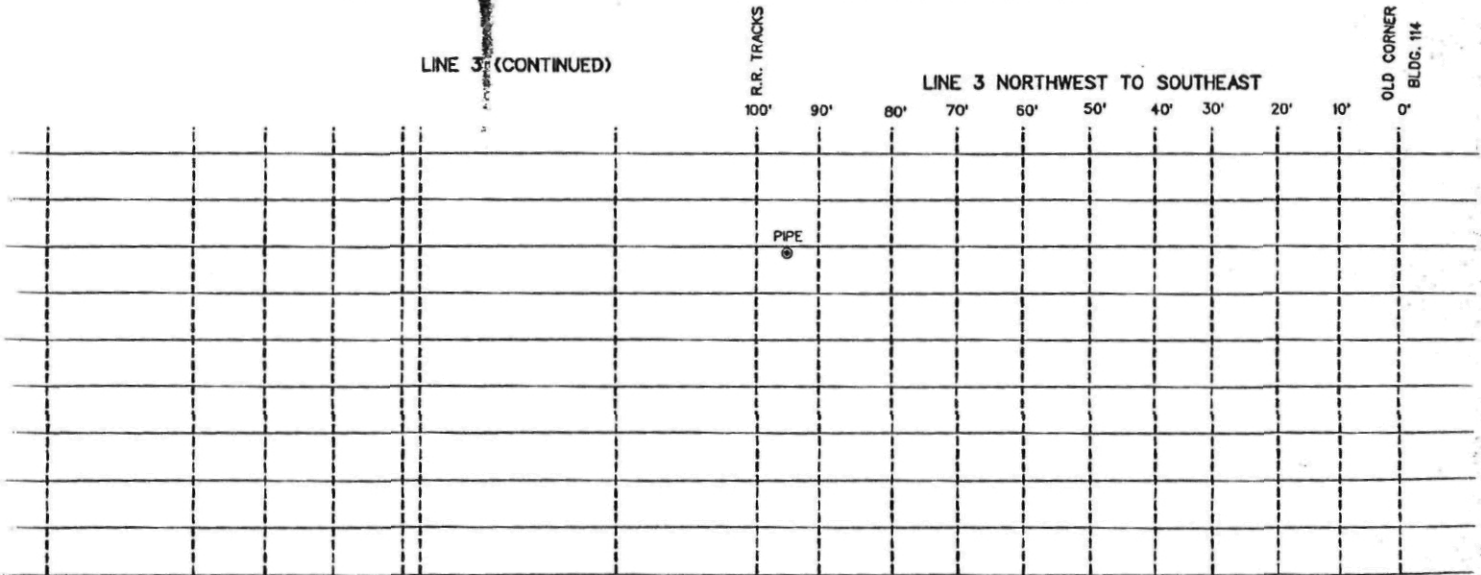 LINE 3 (CONTINUED)
R.R. TRACKS
LINE 3 NORTHWEST TO SOUTHEAST
OLD CORNER
BLDG. 114
100' 90' 80' 70' 60' 50' 40' 30' 20' 10' 0'
PIPE